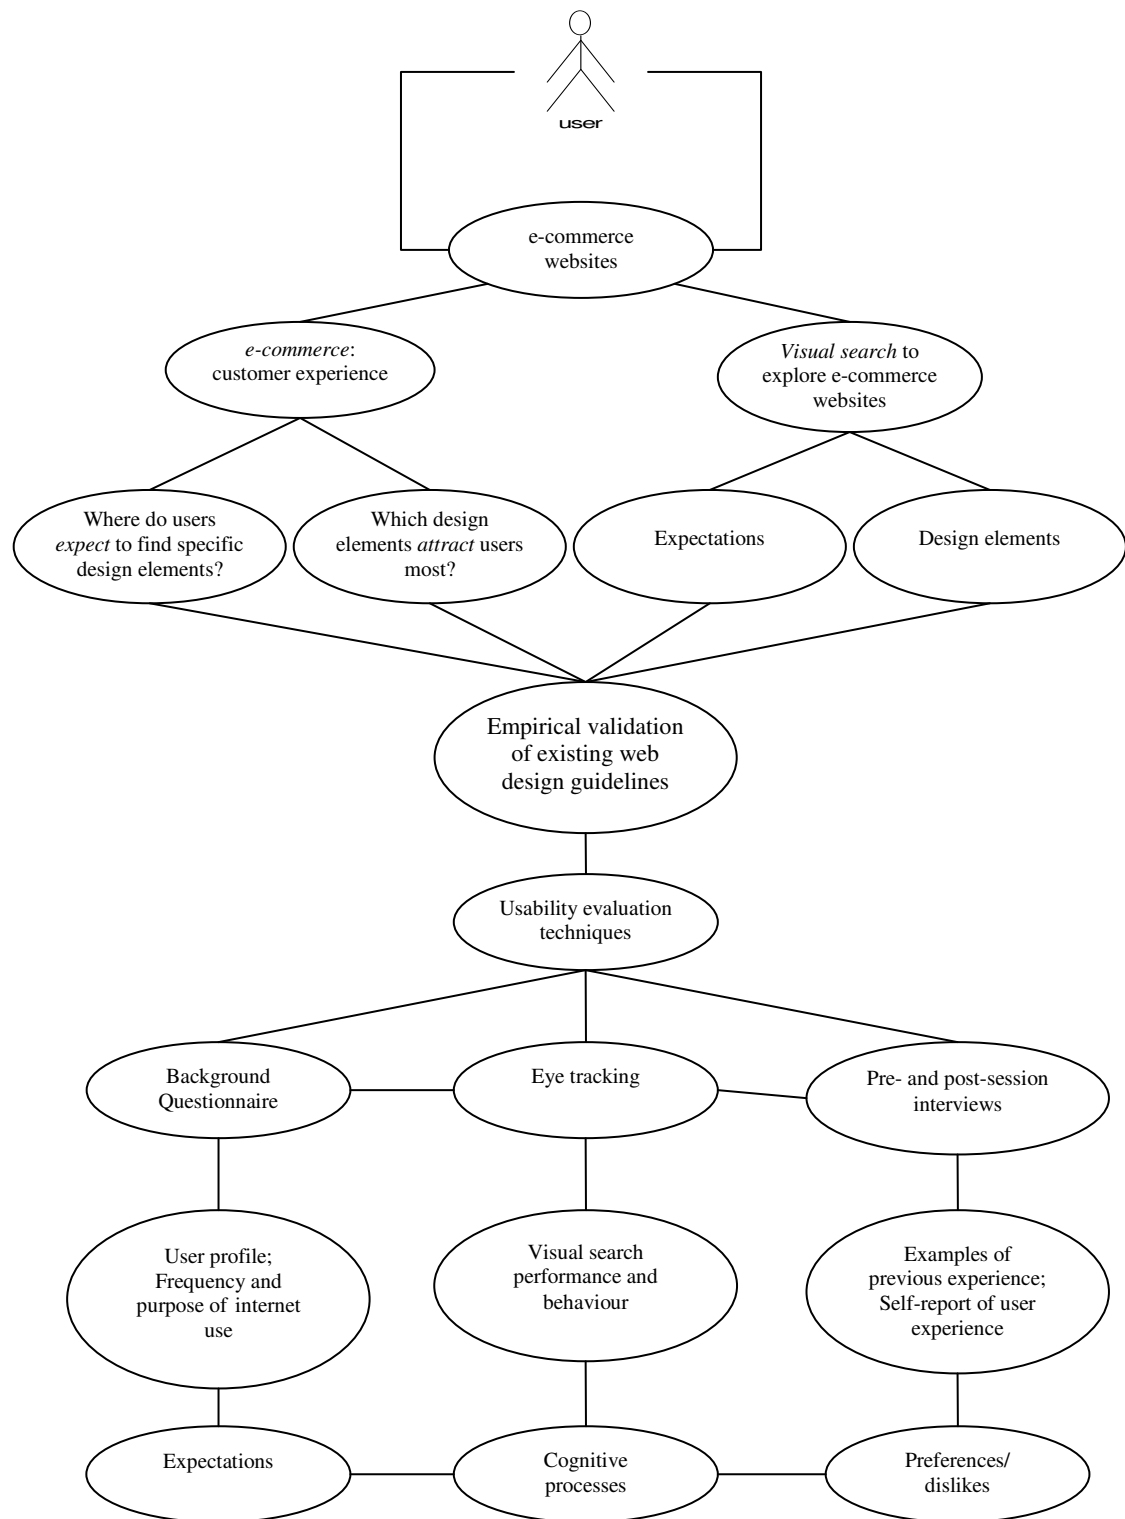 user
e-commerce
websites
e-commerce:
customer experience
Visual search to
explore e-commerce
websites
Where do users
expect to find specific
design elements?
Which design
elements attract users
most?
Expectations
Design elements
Empirical validation
of existing web
design guidelines
Usability evaluation
techniques
Background
Questionnaire
Eye tracking
Pre- and post-session
interviews
User profile;
Frequency and
purpose of internet
use
Visual search
performance and
behaviour
Examples of
previous experience;
Self-report of user
experience
Expectations
Cognitive
processes
Preferences/
dislikes